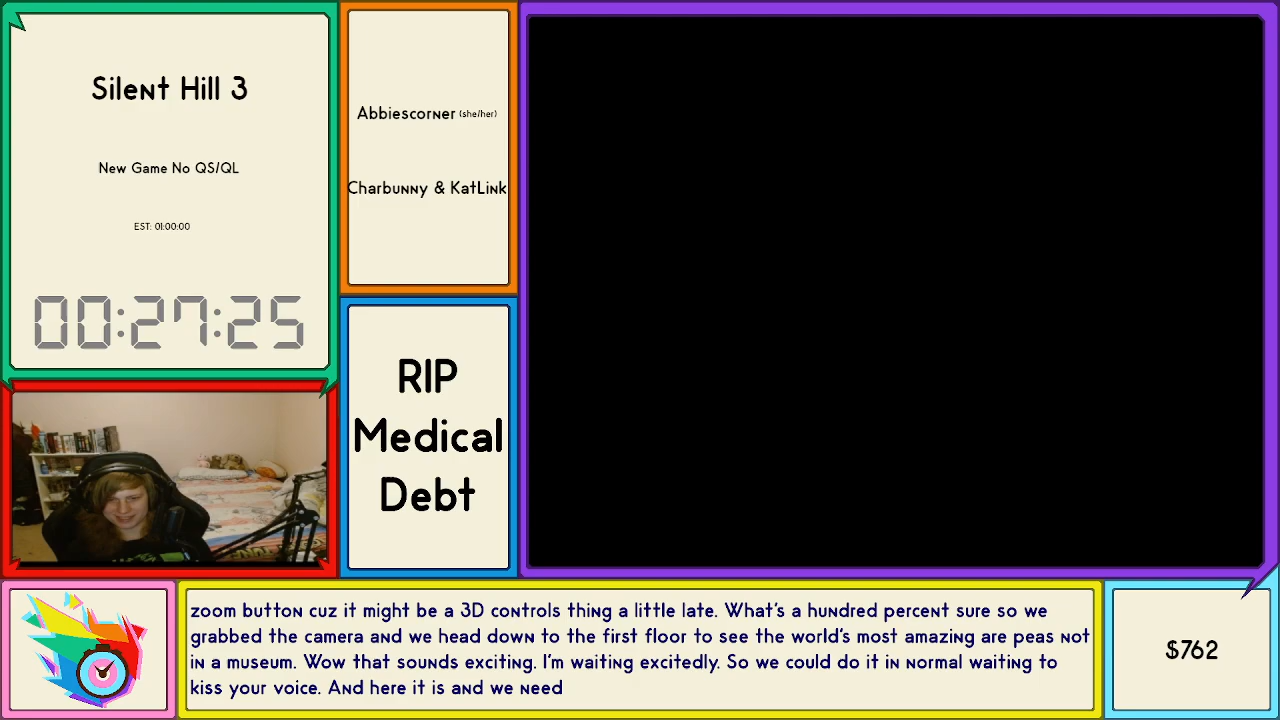 Silent Hill 3
New Game No QS/QL
EST: 01:00:00
00:27:25
Abbiescorner (she/her)
Charbunny & KatLink
RIP
Medical
Debt
zoom button cuz it might be a 3D controls thing a little late. What's a hundred percent sure so we
grabbed the camera and we head down to the first floor to see the world's most amazing are peas not
in a museum. Wow that sounds exciting. I'm waiting excitedly. So we could do it in normal waiting to
kiss your voice. And here it is and we need
$762